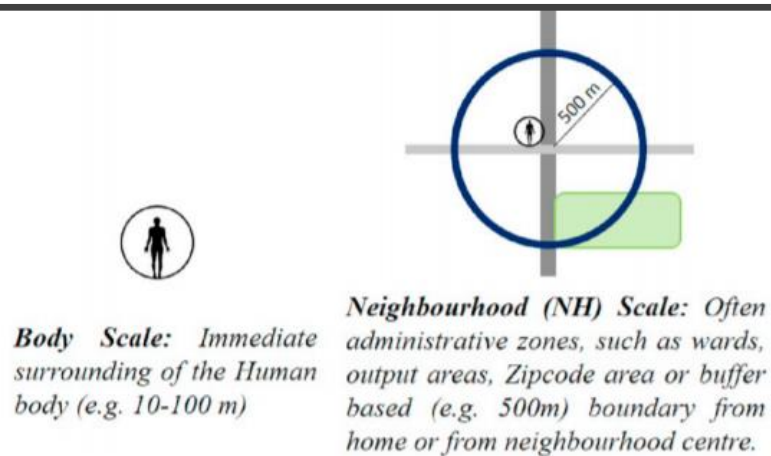 500 m
Body Scale: Immediate
surrounding of the Human
body (e.g. 10-100 m)
Neighbourhood (NH) Scale: Often
administrative zones, such as wards,
output areas, Zipcode area or buffer
based (e.g. 500m) boundary from
home or from neighbourhood centre.